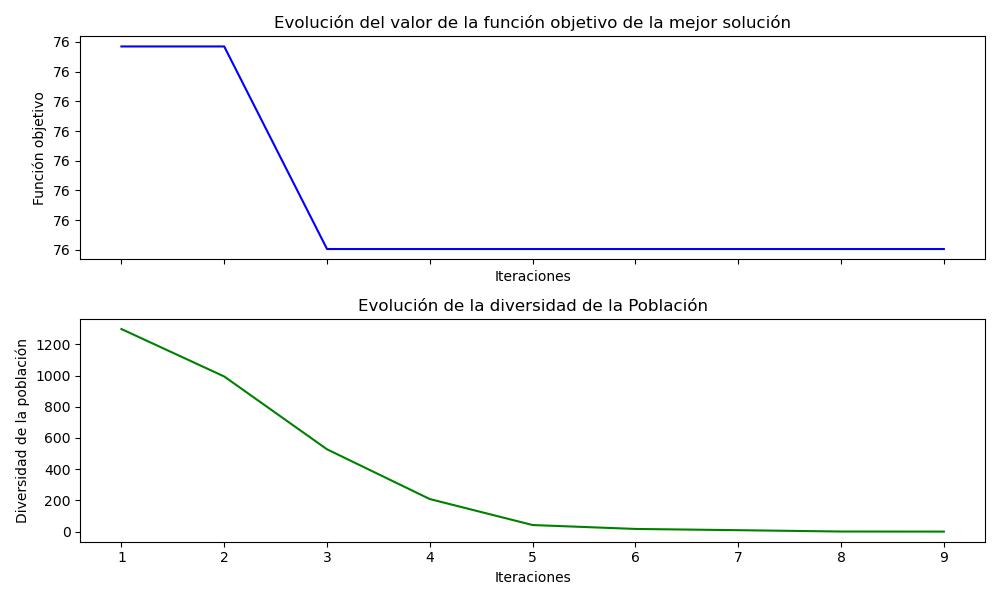 Evolución del valor de la función objetivo de la mejor solución
Función objetivo
76
76
76
76
76
76
76
76
Iteraciones
Evolución de la diversidad de la Población
Diversidad de la población
1200
1000
800
600
400
200
0
1 2 3 4 5 6 7 8 9
Iteraciones